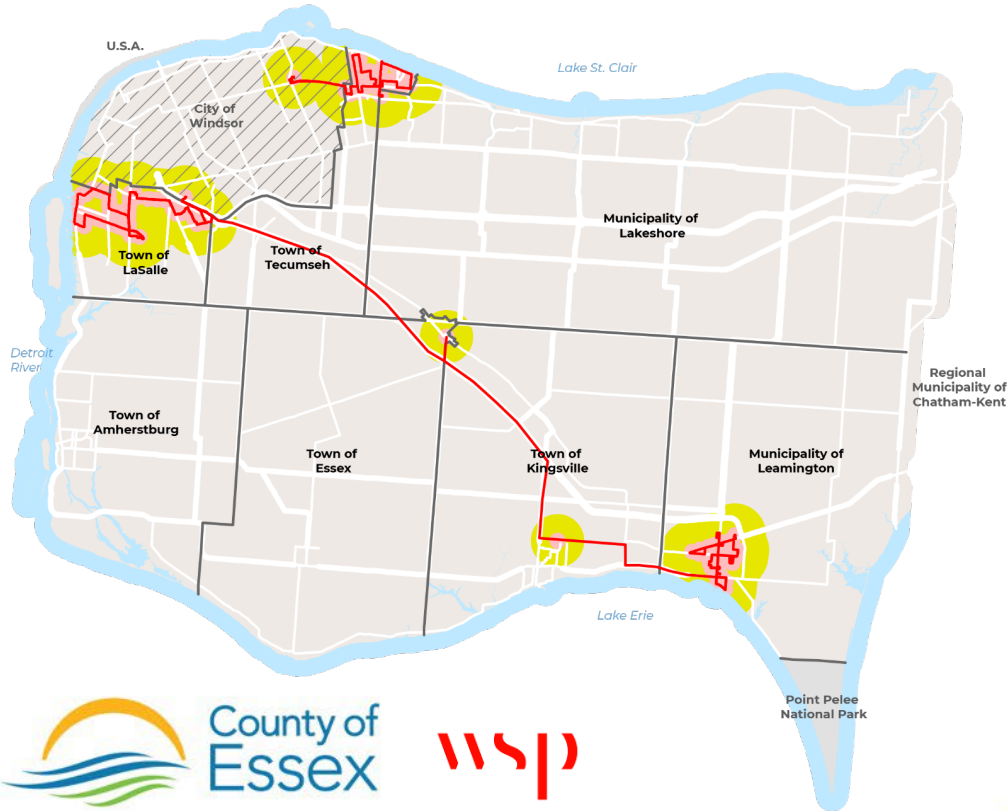 U.S.A.
Lake St. Clair
City of
Windsor
Municipality of
Lakeshore
Town of
LaSalle
Town of
Tecumseh
Detroit
River
Regional
Municipality of
Chatham-Kent
Town of
Amherstburg
Town of
Essex
Town of
Kingsville
Municipality of
Leamington
Lake Erie
Point Pelee
National Park
County of
Essex
wsp